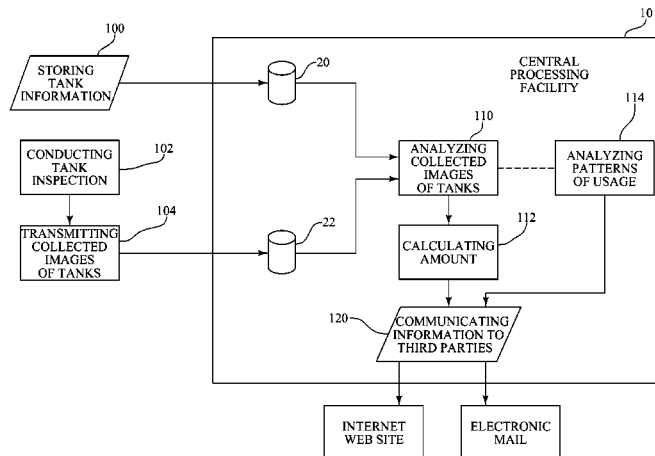 100
STORING
TANK
INFORMATION
102
CONDUCTING
TANK
INSPECTION
104
TRANSMITTING
COLLECTED
IMAGES
OF TANKS
10
CENTRAL
PROCESSING
FACILITY
20
22
110
ANALYZING
COLLECTED
IMAGES
OF TANKS
114
ANALYZING
PATTERNS
OF USAGE
112
CALCULATING
AMOUNT
120
COMMUNICATING
INFORMATION TO
THIRD PARTIES
INTERNET
WEB SITE
ELECTRONIC
MAIL